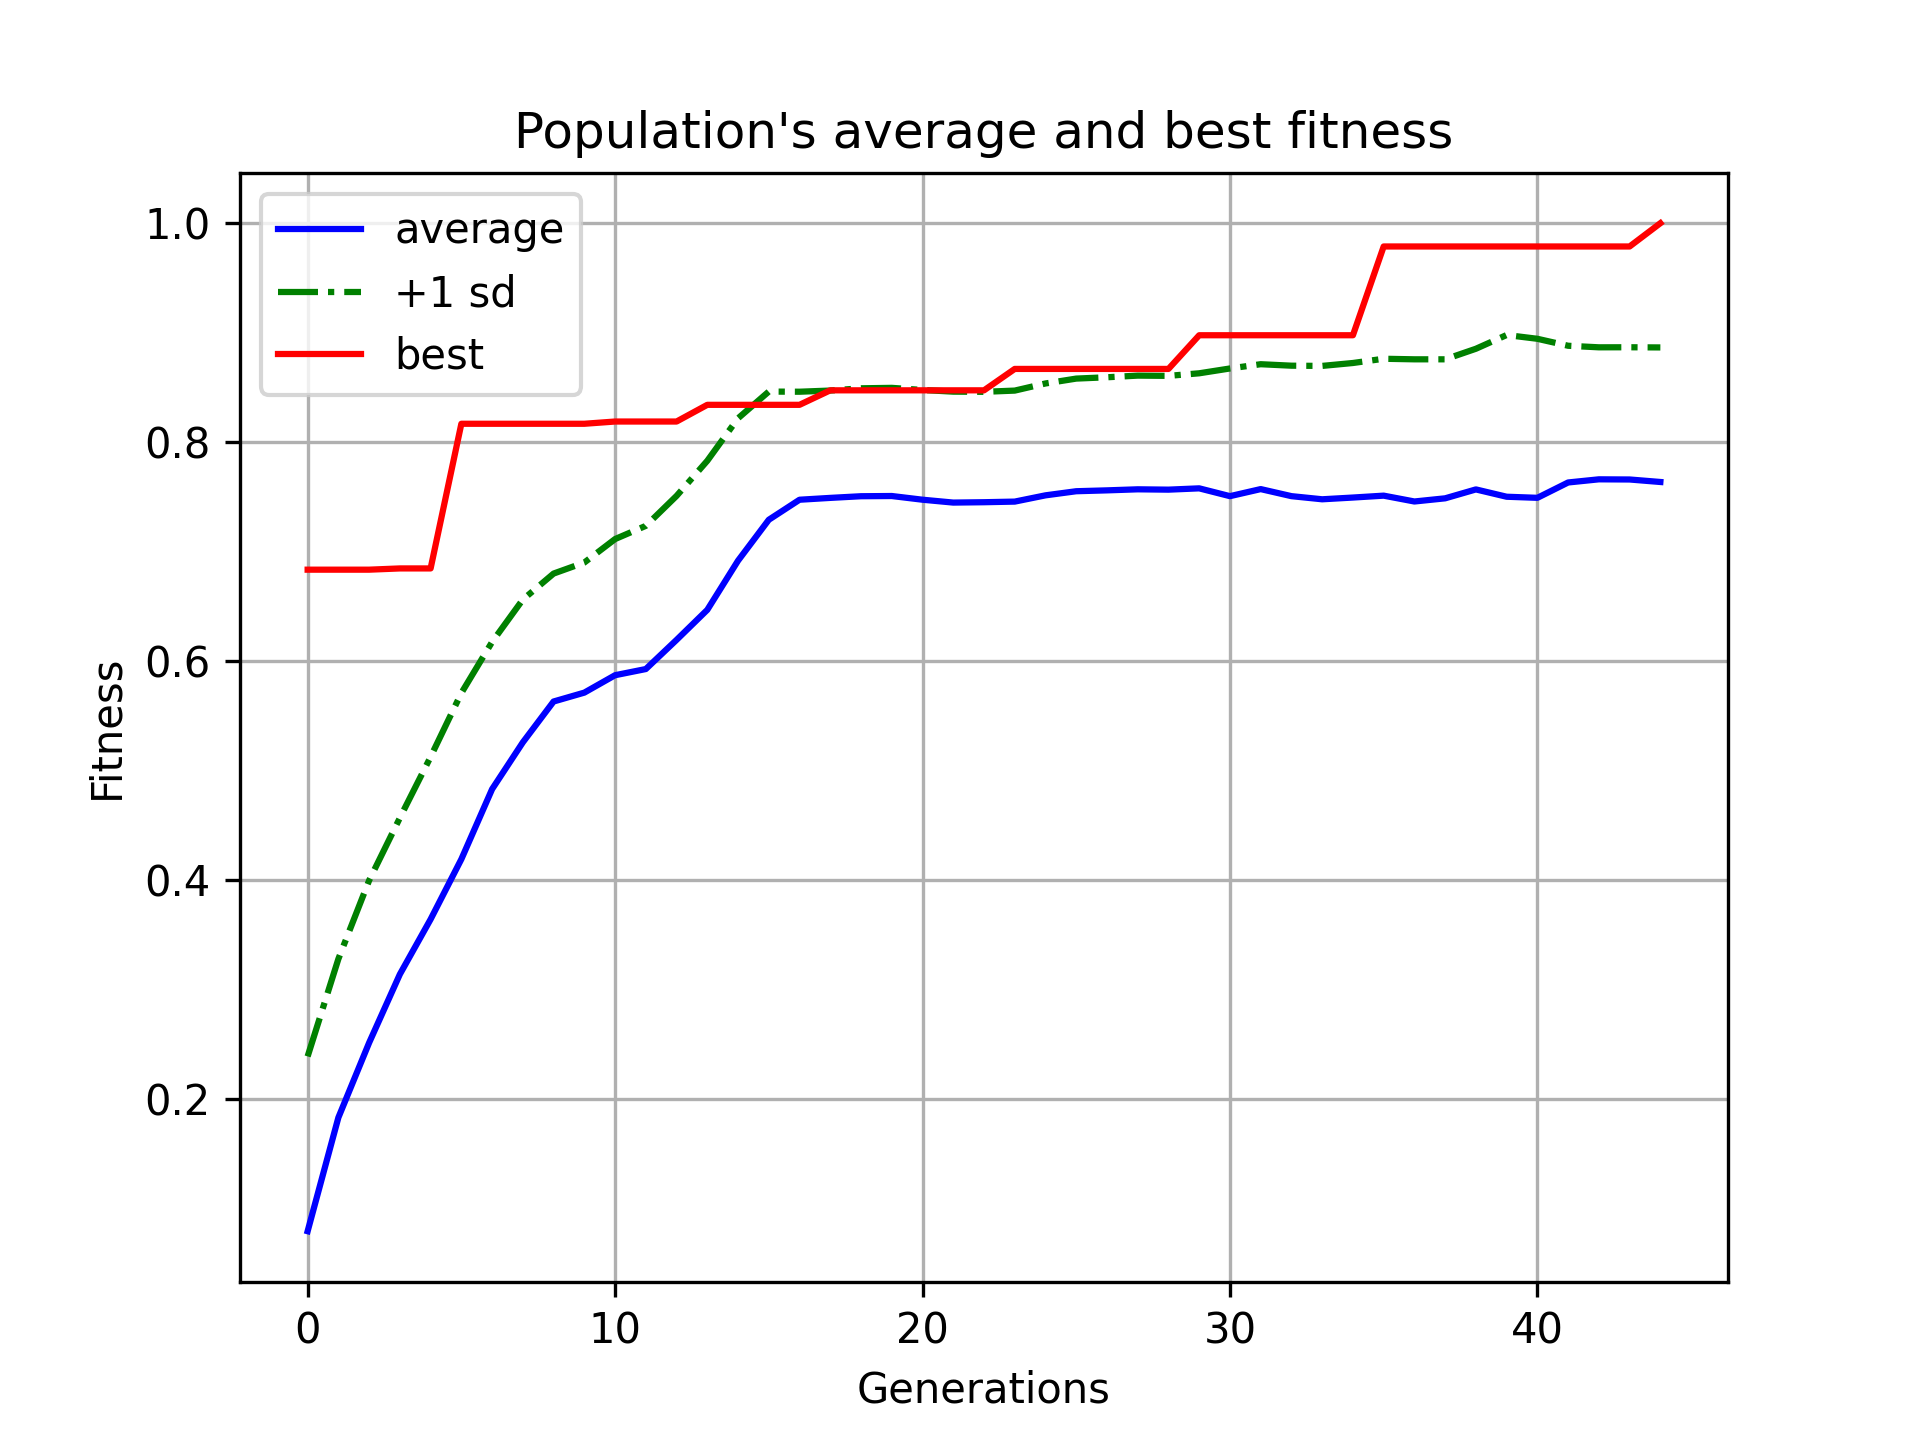 Population's average and best fitness
average
+1 sd
best
1.0
0.8
0.6
0.4
0.2
Fitness
0 10 20 30 40
Generations